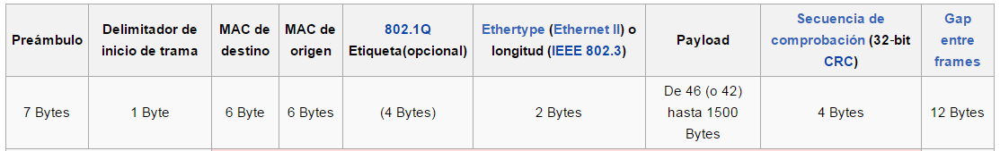 Preámbulo
Delimitador de
inicio de trama
MAC de
destino
MAC de
origen
802.1Q
Etiqueta(opcional)
Ethertype (Ethernet II) o
longitud (IEEE 802.3)
Payload
Secuencia de
comprobación (32-bit
CRC)
Gap
entre
frames
7 Bytes
1 Byte
6 Byte
6 Bytes
(4 Bytes)
2 Bytes
De 46 (o 42)
hasta 1500
Bytes
4 Bytes
12 Bytes